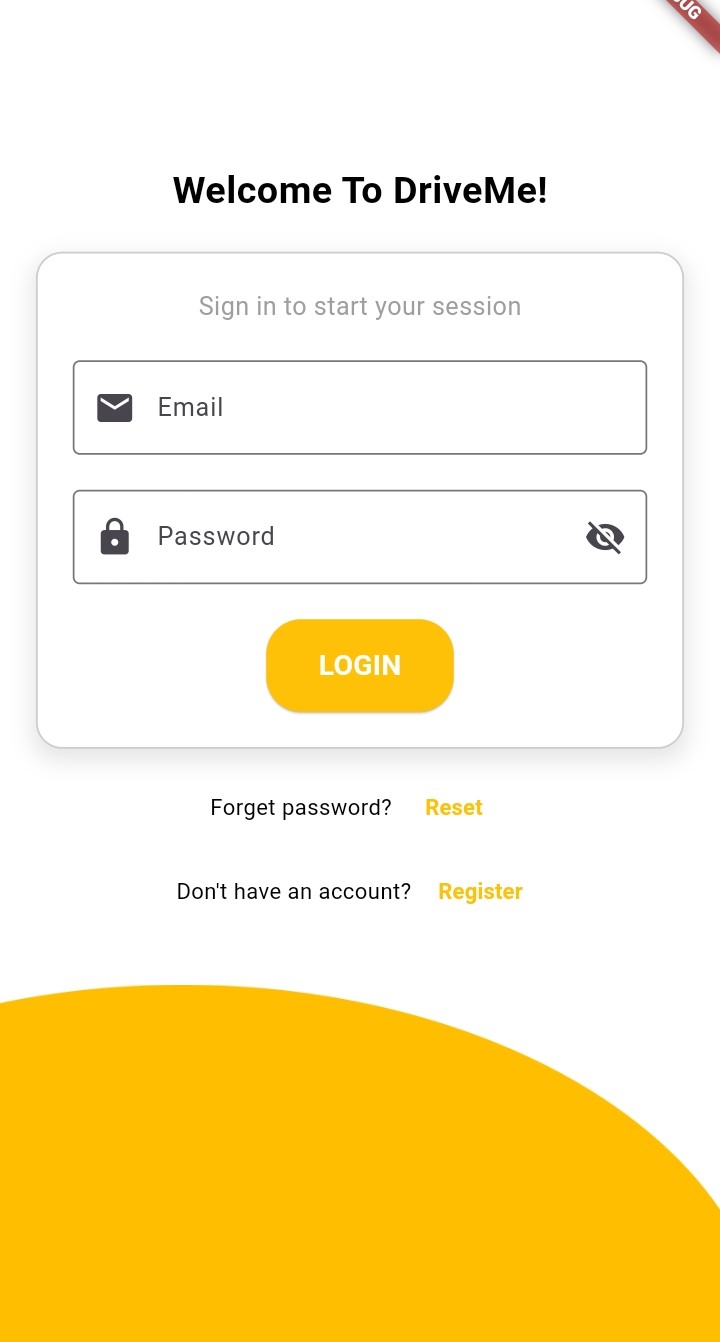 Welcome To DriveMe!
Sign in to start your session
Email
Password
LOGIN
Forget password? Reset
Don't have an account? Register